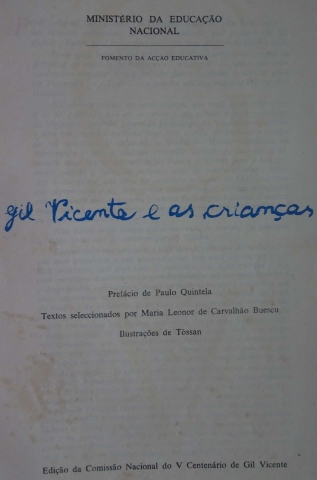 MINISTÉRIO DA EDUCAÇÃO
NACIONAL
FOMENTO DA ACÇÃO EDUCATIVA
gil Vicente e as crianças
Prefácio de Paulo Quintela
Textos seleccionados por Maria Leonor de Carvalhão Buescu
Ilustrações de Tòssan
Edição da Comissão Nacional do V Centenário de Gil Vicente